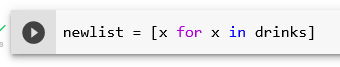 newlist = [x for x in drinks]